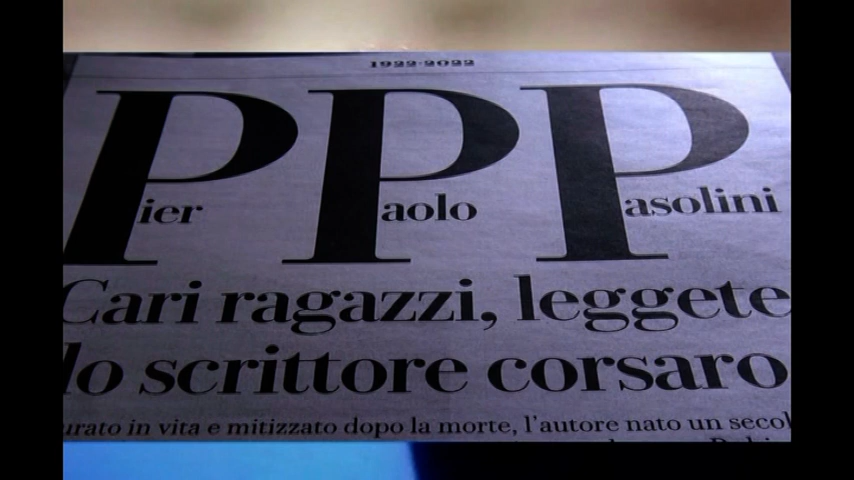 1922-2022
Pier Paolo Pasolini
Cari ragazzi, leggete
lo scrittore corsaro
urato in vita e mitizzato dopo la morte, l'autore nato un secol